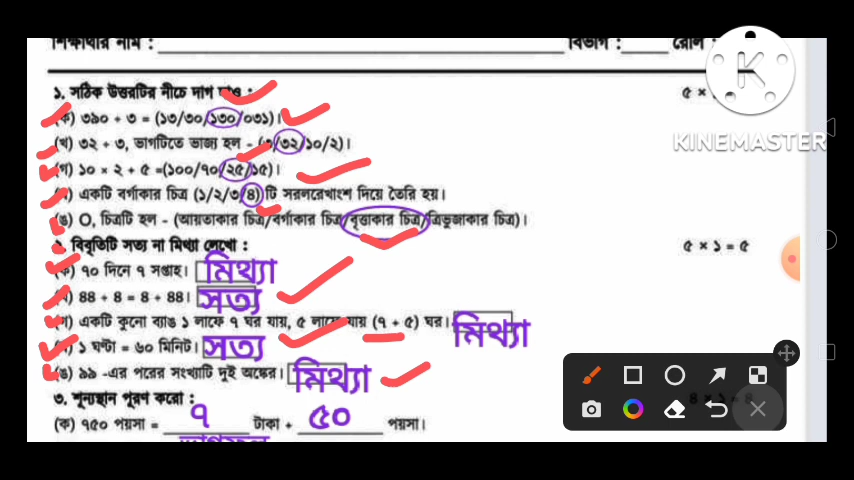 শিক্ষার্থীর নাম : বিভাগ : রোল :
১. সঠিক উত্তরটির নীচে দাগ দাও : ৫ ×
(ক) ৩৯০ ÷ ৩ = (১৩/৩০/১৩০/০৩১)।
(খ) ৩২ ÷ ৩, ভাগটিতে ভাজ্য হল - (৩/৩২/১০/২)।
(গ) ১০ × ২ + ৫ =(১০০/৭০/২৫/১৫)।
(ঘ) একটি বর্গাকার চিত্র (১/২/৩/৪) টি সরলরেখাংশ দিয়ে তৈরি হয়।
(ঙ) O, চিত্রটি হল - (আয়তাকার চিত্র/বর্গাকার চিত্র/বৃত্তাকার চিত্র/ত্রিভুজাকার চিত্র)।
২. বিবৃতিটি সত্য না মিথ্যা লেখো : ৫ × ১ = ৫
(ক) ৭০ দিনে ৭ সপ্তাহ। মিথ্যা
(খ) ৪৪ + ৪ = ৪ + ৪৪। সত্য
(গ) একটি কুনো ব্যাঙ ১ লাফে ৭ ঘর যায়, ৫ লাফে যায় (৭ + ৫) ঘর। মিথ্যা
(ঘ) ১ ঘণ্টা = ৬০ মিনিট। সত্য
(ঙ) ৯৯ -এর পরের সংখ্যাটি দুই অঙ্কের। মিথ্যা
৩. শূন্যস্থান পূরণ করো : ৪ × ১ = ৪
(ক) ৭৫০ পয়সা = ৭ টাকা + ৫০ পয়সা।
ভাগফল
K
KINEMASTER